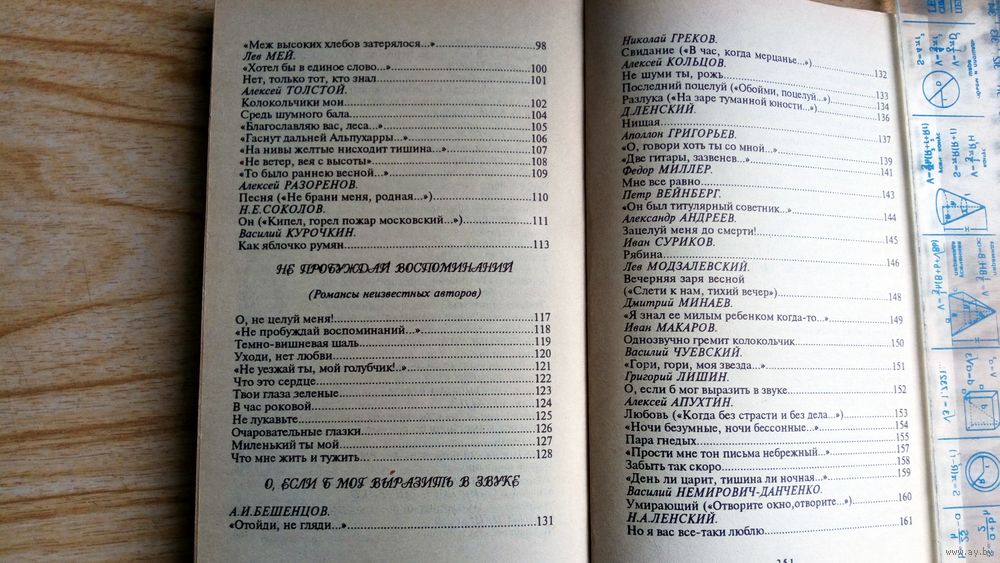 «Меж высоких хлебов затерялося...» 98
Лев МЕЙ.
«Хотел бы в единое слово...» 100
Нет, только тот, кто знал 101
Алексей ТОЛСТОЙ.
Колокольчики мои 102
Средь шумного бала 104
«Благославляю вас, леса...» 105
«Гаснут дальней Альпухарры...» 106
«На нивы желтые нисходит тишина...» 107
«Не ветер, вея с высоты» 108
«То было раннею весной...» 109
Алексей РАЗОРЕНОВ.
Песня («Не брани меня, родная...») 110
Н.Е.СОКОЛОВ.
Он («Кипел, горел пожар московский...») 111
Василий КУРОЧКИН.
Как яблочко румян 113
НЕ ПРОБУЖДАЙ ВОСПОМИНАНИЙ
(Романсы неизвестных авторов)
О, не целуй меня! 117
«Не пробуждай воспоминаний...» 118
Темно-вишневая шаль 119
Уходи, нет любви 120
«Не уезжай ты, мой голубчик!..» 121
Что это сердце 122
Твои глаза зеленые 123
В час роковой 124
Не лукавьте 125
Очаровательные глазки 126
Миленький ты мой 127
Что мне жить и тужить... 128
О, ЕСЛИ Б МОГ ВЫРАЗИТЬ В ЗВУКЕ
А.И.БЕШЕНЦОВ.
«Отойди, не гляди...» 131
Николай ГРЕКОВ.
Свидание («В час, когда мерцанье...») 132
Алексей КОЛЬЦОВ.
Не шуми ты, рожь 133
Последний поцелуй («Обойми, поцелуй...») 134
Разлука («На заре туманной юности...») 136
Д.ЛЕНСКИЙ.
Нищая 137
Аполлон ГРИГОРЬЕВ.
«О, говори хоть ты со мной...» 139
«Две гитары, зазвенев...» 141
Федор МИЛЛЕР.
Мне все равно 143
Петр ВЕЙНБЕРГ.
«Он был титулярный советник...» 144
Александр АНДРЕЕВ.
Зацелуй меня до смерти! 145
Иван СУРИКОВ.
Рябина 146
Лев МОДЗАЛЕВСКИЙ.
Вечерняя заря весной
(«Слети к нам, тихий вечер») 148
Дмитрий МИНАЕВ.
«Я знал ее милым ребенком когда-то...» 149
Иван МАКАРОВ.
Однозвучно гремит колокольчик 150
Василий ЧУЕВСКИЙ.
«Гори, гори, моя звезда...» 151
Григорий ЛИШИН.
О, если б мог выразить в звуке 152
Алексей АПУХТИН.
Любовь («Когда без страсти и без дела...») 153
«Ночи безумные, ночи бессонные...» 154
Пара гнедых 155
«Прости мне тон письма небрежный...» 157
Забыть так скоро 158
«День ли царит, тишина ли ночная...» 159
Василий НЕМИРОВИЧ-ДАНЧЕНКО.
Умирающий («Отворите окно,отворите...») 160
Н.А.ЛЕНСКИЙ.
Но я вас все-таки люблю 161
www.ay.by